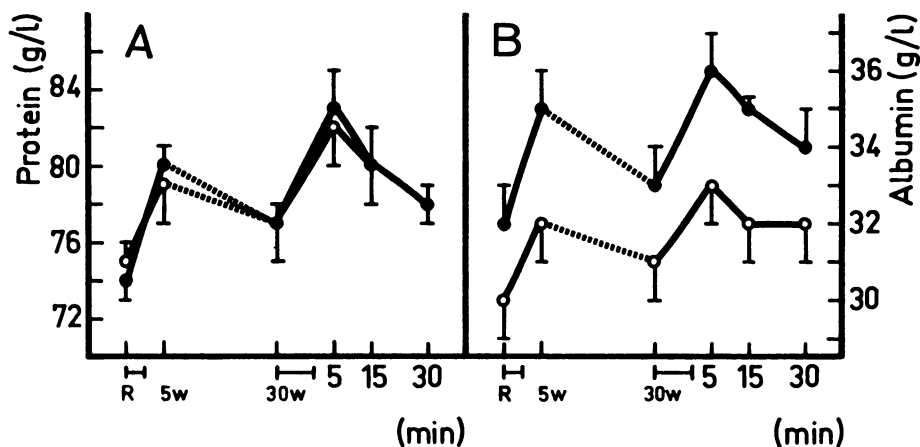 A
B
Protein (g/l)
84
80
76
72
Albumin (g/l)
36
34
32
30
R 5w 30w 5 15 30
(min)
R 5w 30w 5 15 30
(min)